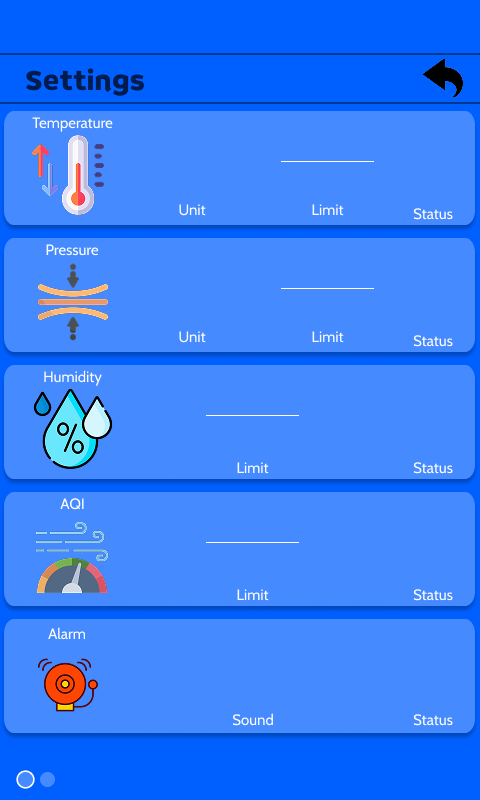 Settings
Temperature
Unit Limit Status
Pressure
Unit Limit Status
Humidity
%
Limit Status
AQI
Limit Status
Alarm
Sound Status